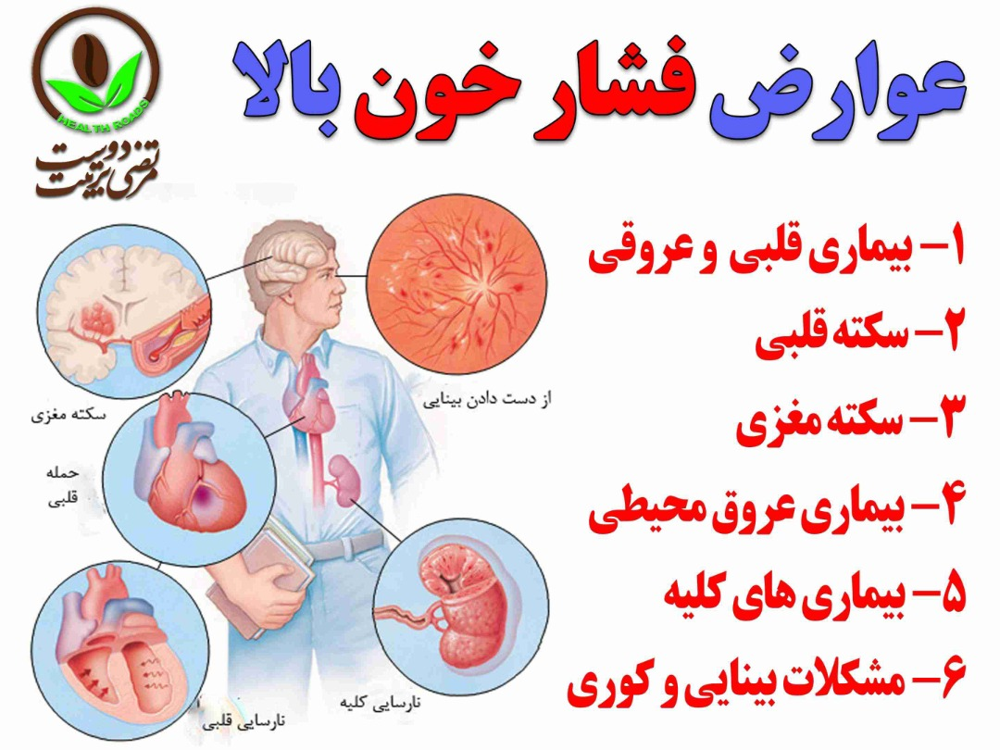 عوارض فشار خون بالا
HEALTH ROADS
مرتضی دوست
تربیت
۱- بیماری قلبی و عروقی
۲- سکته قلبی
۳- سکته مغزی
۴- بیماری عروق محیطی
۵- بیماری های کلیه
۶- مشکلات بینایی و کوری
از دست دادن بینایی
سکته مغزی
حمله
قلبی
نارسایی کلیه
نارسایی قلبی